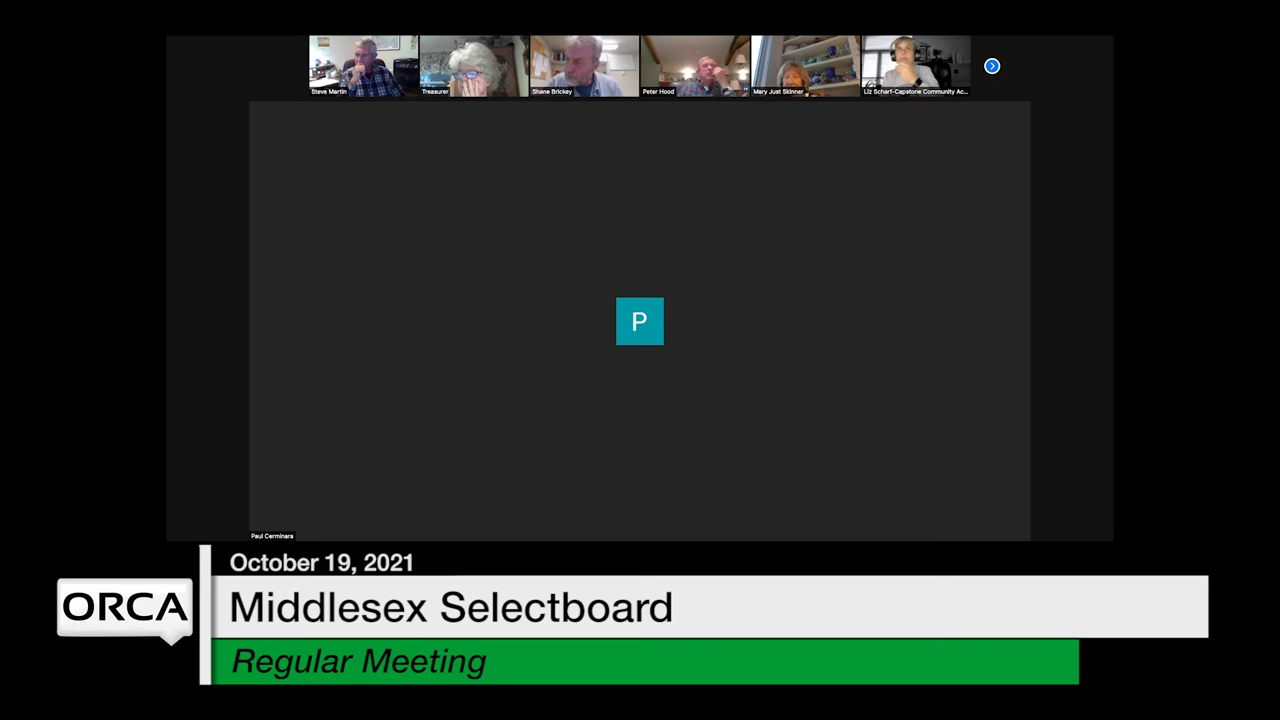 Steve Martin
Treasurer
Shane Brickey
Peter Hood
Mary Just Skinner
Liz Scharf-Capstone Community Ac...
P
Paul Cerminara
October 19, 2021
ORCA
Middlesex Selectboard
Regular Meeting